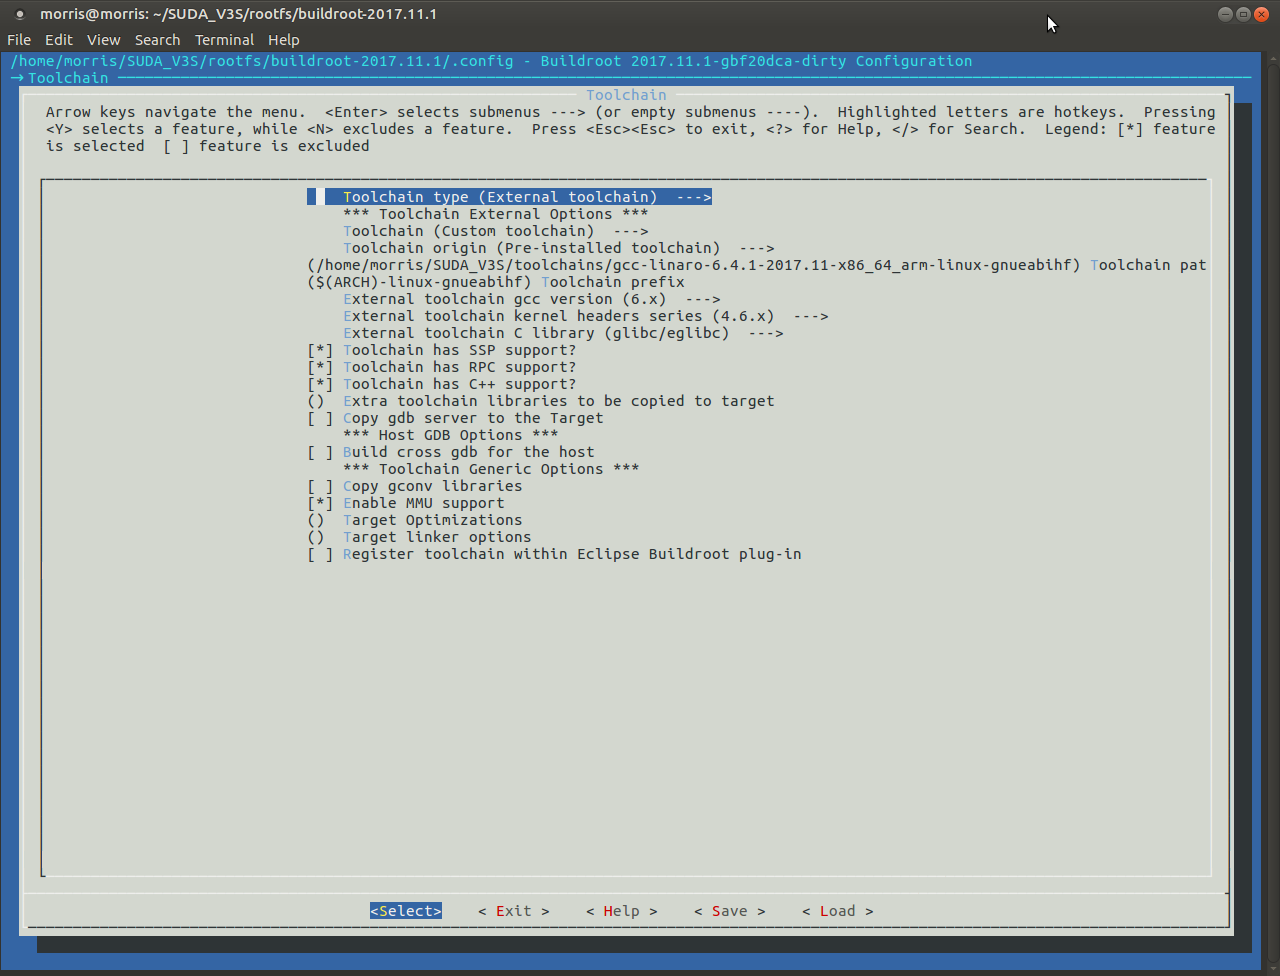 morris@morris: ~/SUDA_V3S/rootfs/buildroot-2017.11.1
File Edit View Search Terminal Help
/home/morris/SUDA_V3S/rootfs/buildroot-2017.11.1/.config - Buildroot 2017.11.1-gbf20dca-dirty Configuration
→ Toolchain
Toolchain
Arrow keys navigate the menu.  <Enter> selects submenus ---> (or empty submenus ----).  Highlighted letters are hotkeys.  Pressing
<Y> selects a feature, while <N> excludes a feature.  Press <Esc><Esc> to exit, <?> for Help, </> for Search.  Legend: [*] feature
is selected  [ ] feature is excluded
Toolchain type (External toolchain)  --->
*** Toolchain External Options ***
Toolchain (Custom toolchain)  --->
Toolchain origin (Pre-installed toolchain)  --->
(/home/morris/SUDA_V3S/toolchains/gcc-linaro-6.4.1-2017.11-x86_64_arm-linux-gnueabihf) Toolchain pat
($(ARCH)-linux-gnueabihf) Toolchain prefix
External toolchain gcc version (6.x)  --->
External toolchain kernel headers series (4.6.x)  --->
External toolchain C library (glibc/eglibc)  --->
[*] Toolchain has SSP support?
[*] Toolchain has RPC support?
[*] Toolchain has C++ support?
()  Extra toolchain libraries to be copied to target
[ ] Copy gdb server to the Target
*** Host GDB Options ***
[ ] Build cross gdb for the host
*** Toolchain Generic Options ***
[ ] Copy gconv libraries
[*] Enable MMU support
()  Target Optimizations
()  Target linker options
[ ] Register toolchain within Eclipse Buildroot plug-in
<Select>    < Exit >    < Help >    < Save >    < Load >